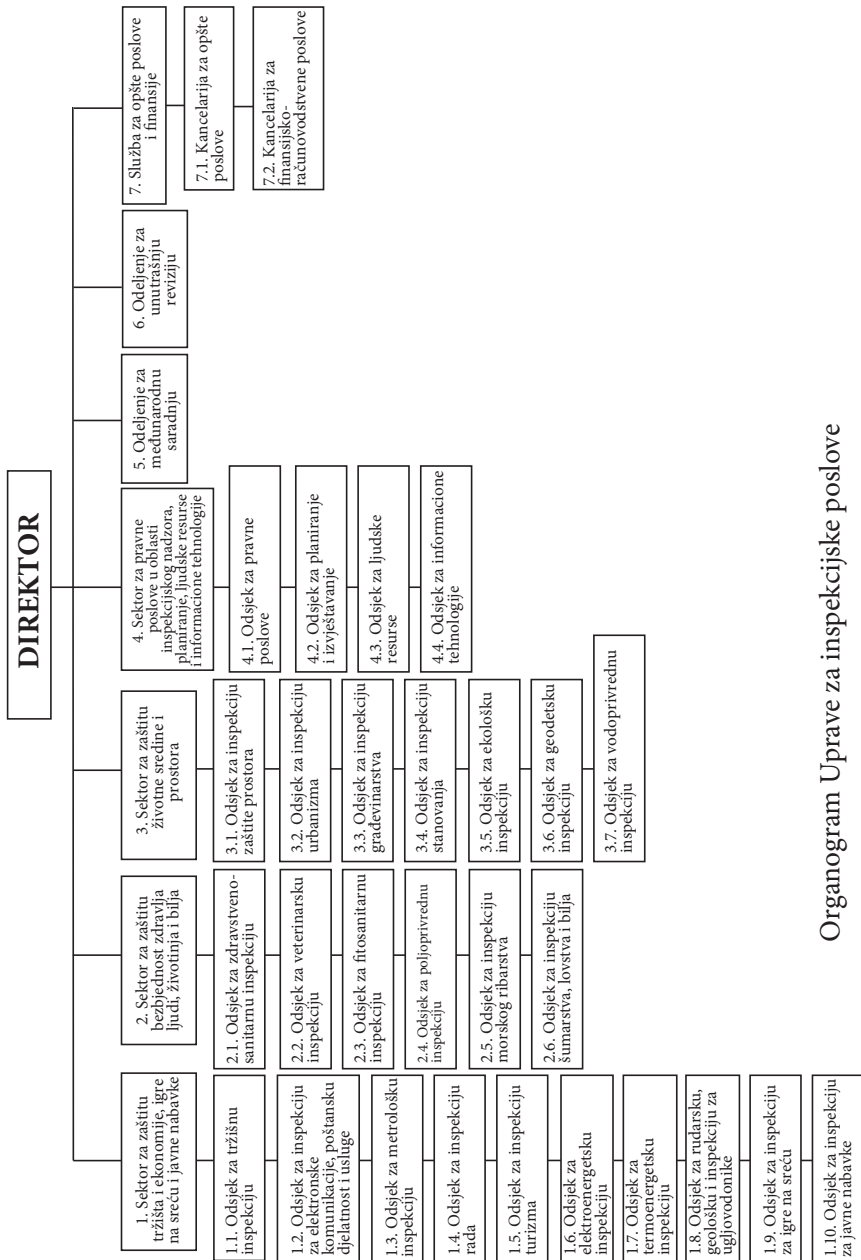 DIREKTOR
1. Sektor za zaštitu
tržišta i ekonomije, igre
na sreću i javne nabavke
1.1. Odsjek za tržišnu
inspekciju
1.2. Odsjek za inspekciju
za elektronske
komunikacije, poštansku
djelatnost i usluge
1.3. Odsjek za metrološku
inspekciju
1.4. Odsjek za inspekciju
rada
1.5. Odsjek za inspekciju
turizma
1.6. Odsjek za
elektroenergetsku
inspekciju
1.7. Odsjek za
termoenergetsku
inspekciju
1.8. Odsjek za rudarsku,
geološku i inspekciju za
ugljovodonike
1.9. Odsjek za inspekciju
za igre na sreću
1.10. Odsjek za inspekciju
za javne nabavke
2. Sektor za zaštitu
bezbjednost zdravlja
ljudi, životinja i bilja
2.1. Odsjek za zdravstveno-
sanitarnu inspekciju
2.2. Odsjek za veterinarsku
inspekciju
2.3. Odsjek za fitosanitarnu
inspekciju
2.4. Odsjek za poljoprivrednu
inspekciju
2.5. Odsjek za inspekciju
morskog ribarstva
2.6. Odsjek za inspekciju
šumarstva, lovstva i bilja
3. Sektor za zaštitu
životne sredine i
prostora
3.1. Odsjek za inspekciju
zaštite prostora
3.2. Odsjek za inspekciju
urbanizma
3.3. Odsjek za inspekciju
građevinarstva
3.4. Odsjek za inspekciju
stanovanja
3.5. Odsjek za ekološku
inspekciju
3.6. Odsjek za geodetsku
inspekciju
3.7. Odsjek za vodoprivrednu
inspekciju
4. Sektor za pravne
poslove u oblasti
inspekcijskog nadzora,
planiranje, ljudske resurse
i informacione tehnologije
4.1. Odsjek za pravne
poslove
4.2. Odsjek za planiranje
i izvještavanje
4.3. Odsjek za ljudske
resurse
4.4. Odsjek za informacione
tehnologije
5. Odeljenje za
međunarodnu
saradnju
6. Odeljenje za
unutrašnju
reviziju
7. Služba za opšte poslove
i finansije
7.1. Kancelarija za opšte
poslove
7.2. Kancelarija za
finansijsko-
računovodstvene poslove
Organogram Uprave za inspekcijske poslove